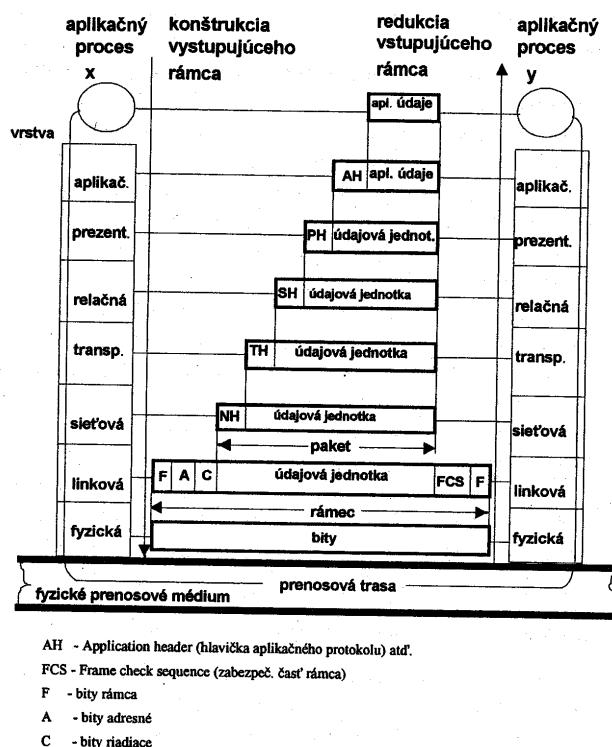 aplikačný
proces
x
konštrukcia
vystupujúceho
rámca
redukcia
vstupujúceho
rámca
aplikačný
proces
y
apl. údaje
vrstva
aplikač.
AH apl. údaje
aplikač.
prezent.
PH údajová jednot.
prezent.
relačná
SH údajová jednotka
relačná
transp.
TH údajová jednotka
transp.
sieťová
NH údajová jednotka
sieťová
paket
linková
F A C údajová jednotka FCS F
linková
rámec
fyzická
bity
fyzická
prenosová trasa
fyzické prenosové médium
AH - Application header (hlavička aplikačného protokolu) atď.
FCS - Frame check sequence (zabezpeč. časť rámca)
F - bity rámca
A - bity adresné
C - bity riadiace